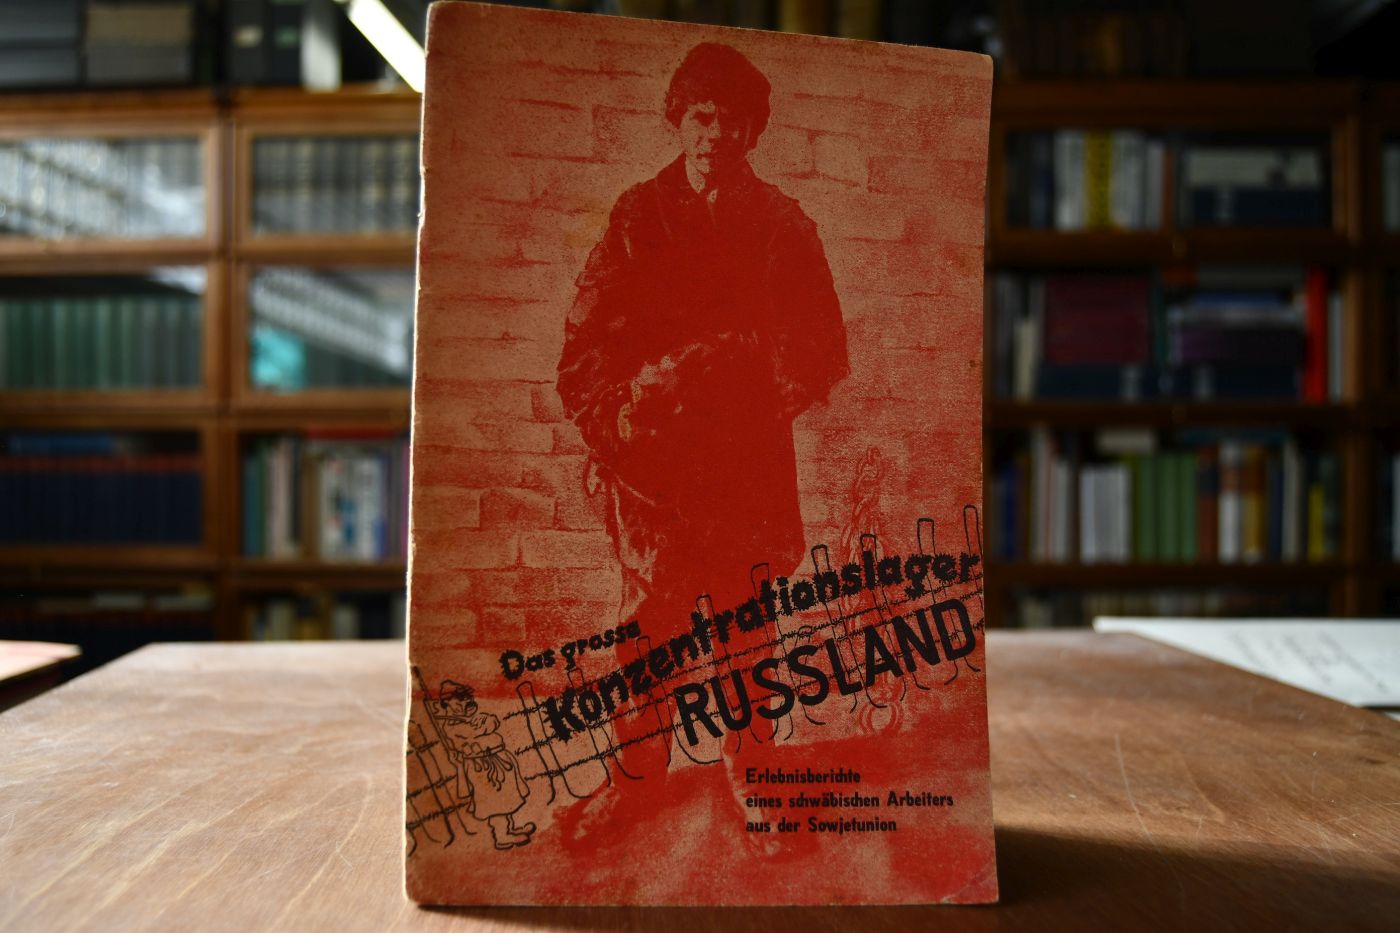 Das grosse
Konzentrationslager
RUSSLAND
Erlebnisberichte
eines schwäbischen Arbeiters
aus der Sowjetunion